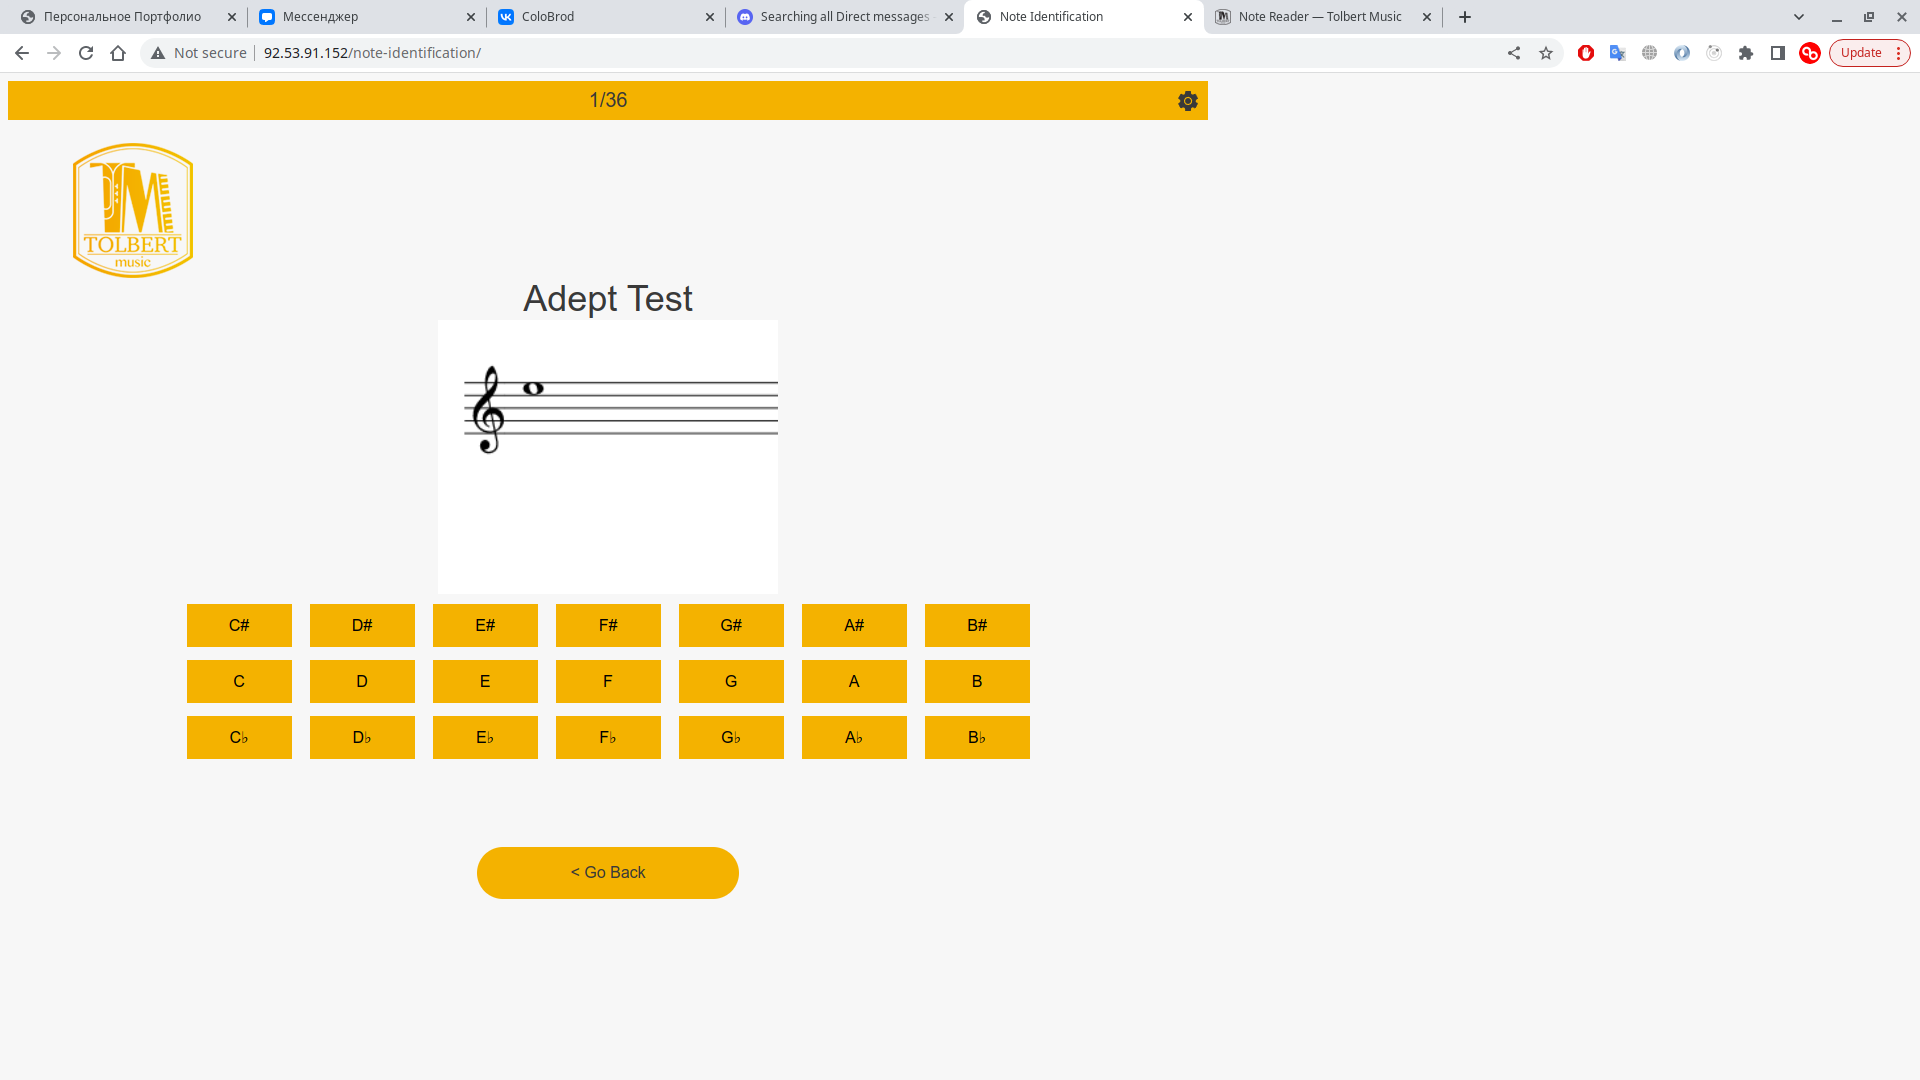 Персональное Портфолио
Мессенджер
ColoBrod
Searching all Direct messages
Note Identification
Note Reader — Tolbert Music
Not secure
92.53.91.152/note-identification/
Update
1/36
TM
TOLBERT
music
Adept Test
C# D# E# F# G# A# B#
C D E F G A B
C♭ D♭ E♭ F♭ G♭ A♭ B♭
< Go Back